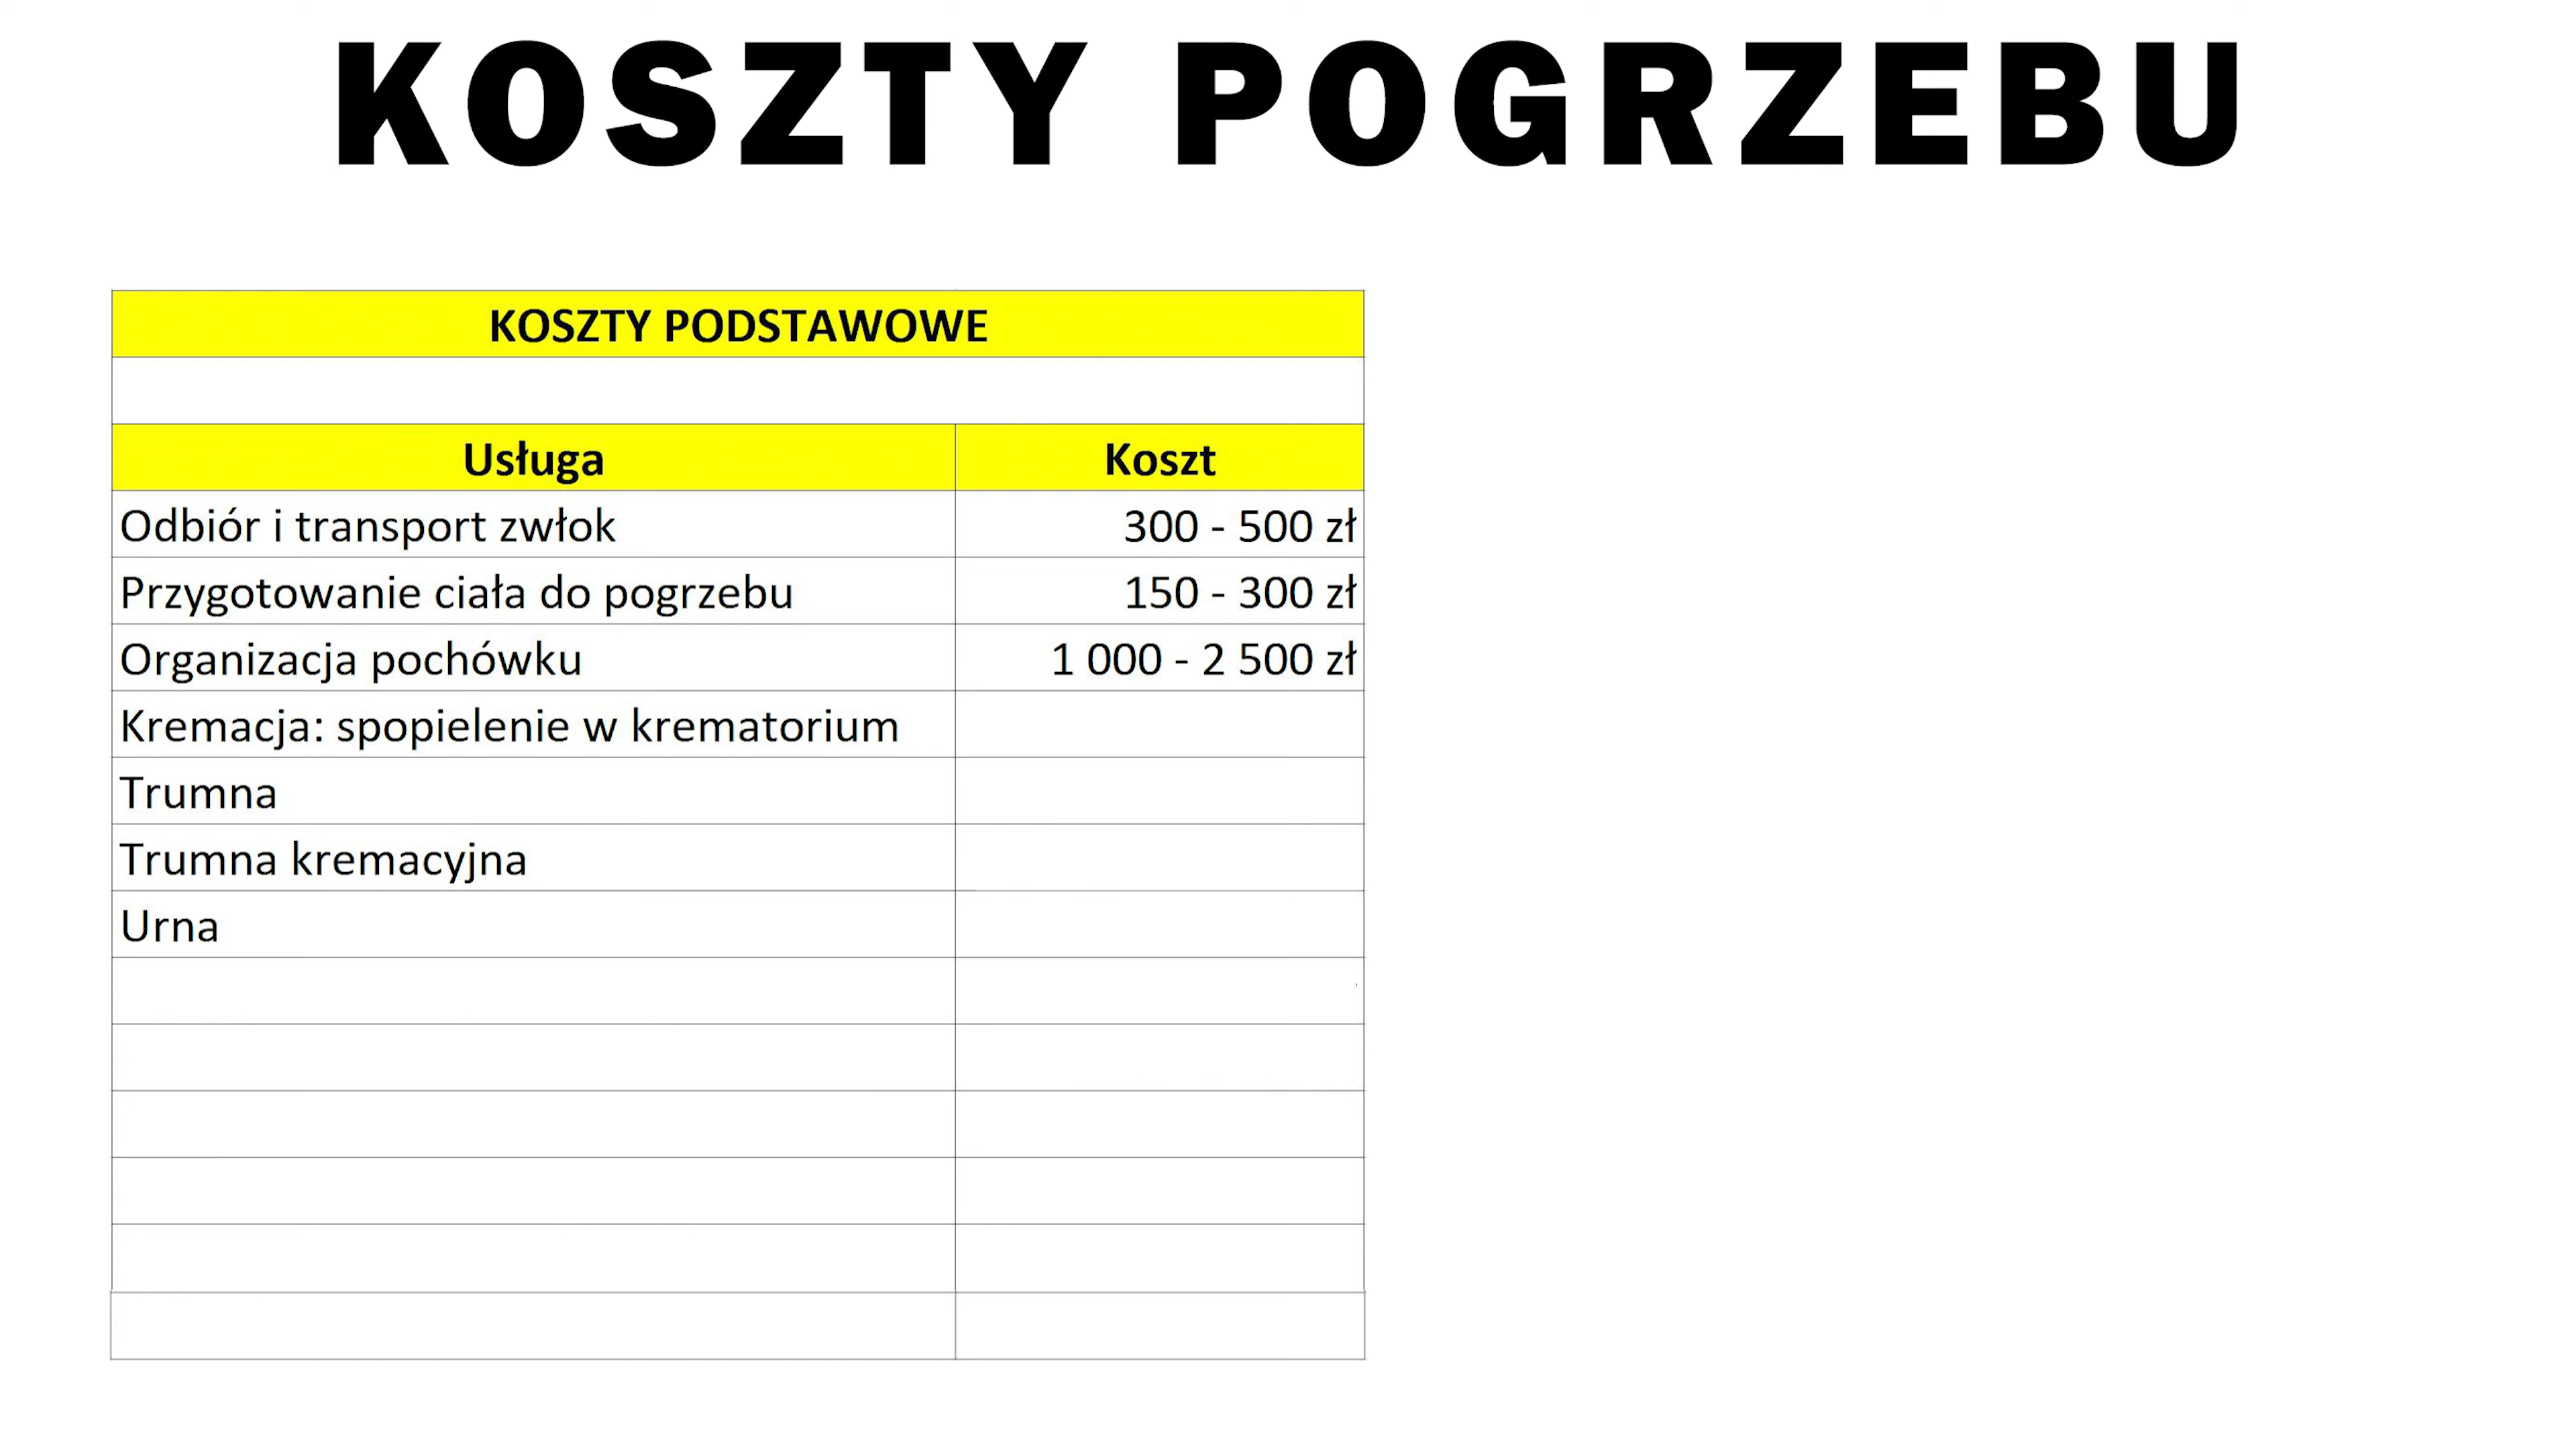 KOSZTY POGRZEBU
KOSZTY PODSTAWOWE
Usługa Koszt
Odbiór i transport zwłok 300 - 500 zł
Przygotowanie ciała do pogrzebu 150 - 300 zł
Organizacja pochówku 1 000 - 2 500 zł
Kremacja: spopielenie w krematorium
Trumna
Trumna kremacyjna
Urna